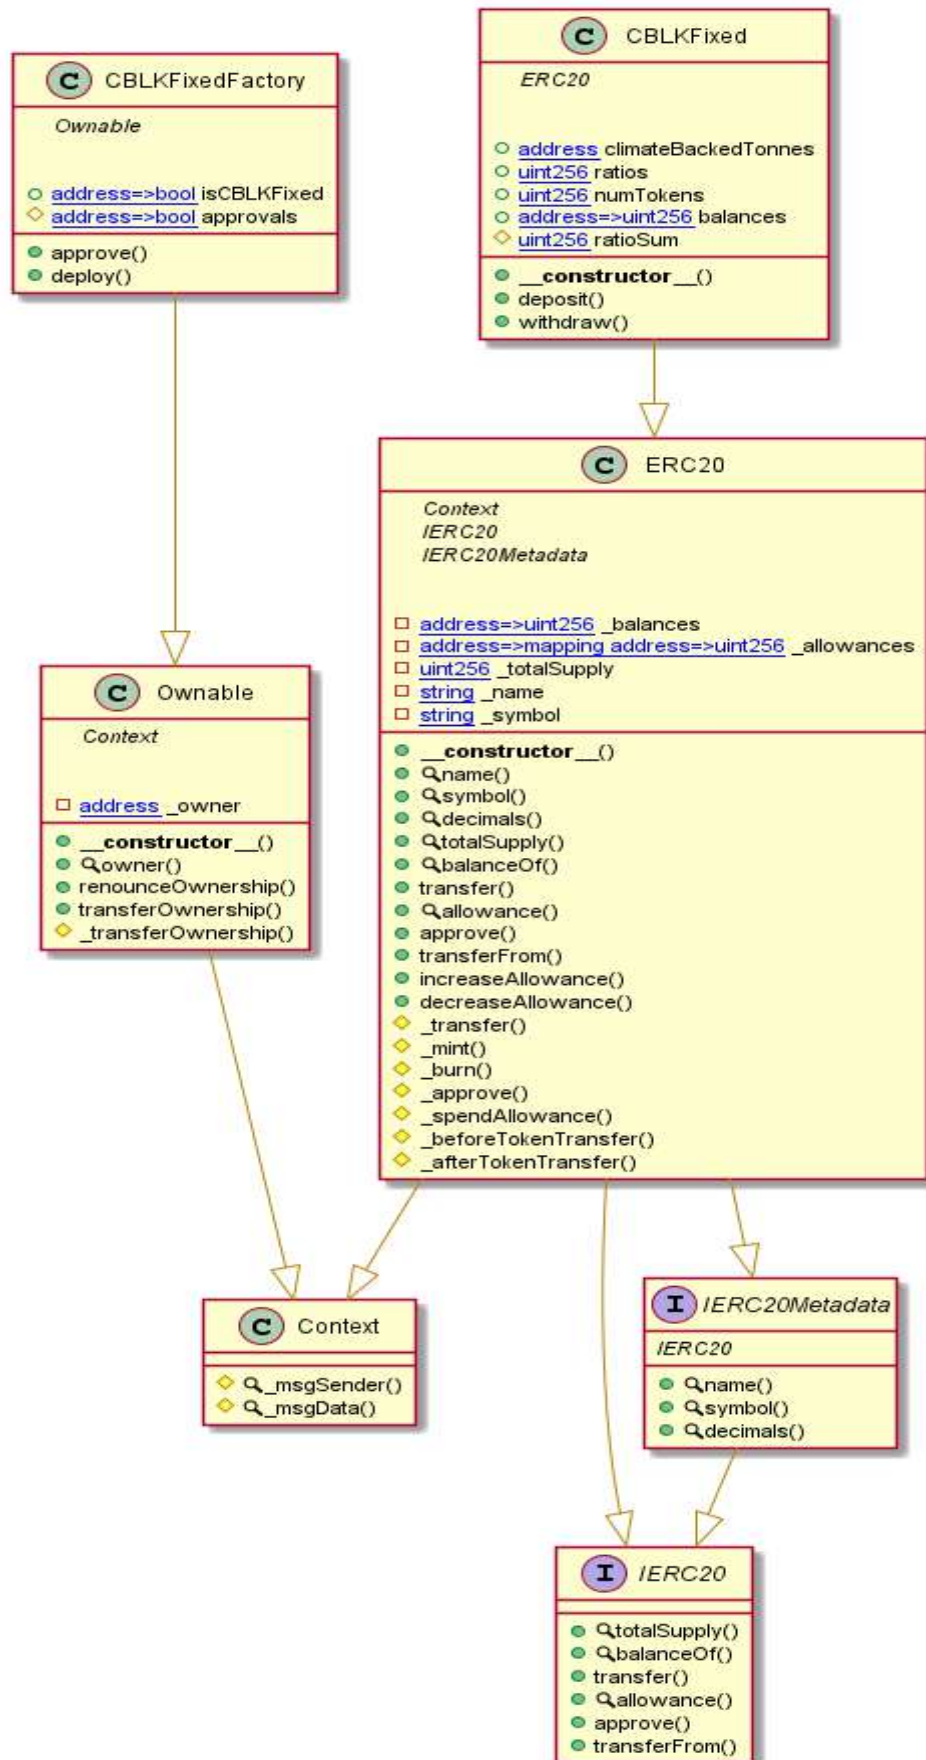 C CBLKFixedFactory
Ownable
address=>bool isCBLKFixed
address=>bool approvals
approve()
deploy()
C CBLKFixed
ERC20
address climateBackedTonnes
uint256 ratios
uint256 numTokens
address=>uint256 balances
uint256 ratioSum
__constructor__()
deposit()
withdraw()
C ERC20
Context
IERC20
IERC20Metadata
address=>uint256 _balances
address=>mapping address=>uint256 _allowances
uint256 _totalSupply
string _name
string _symbol
__constructor__()
name()
symbol()
decimals()
totalSupply()
balanceOf()
transfer()
allowance()
approve()
transferFrom()
increaseAllowance()
decreaseAllowance()
_transfer()
_mint()
_burn()
_approve()
_spendAllowance()
_beforeTokenTransfer()
_afterTokenTransfer()
C Ownable
Context
address _owner
__constructor__()
owner()
renounceOwnership()
transferOwnership()
_transferOwnership()
C Context
_msgSender()
_msgData()
I IERC20Metadata
IERC20
name()
symbol()
decimals()
I IERC20
totalSupply()
balanceOf()
transfer()
allowance()
approve()
transferFrom()